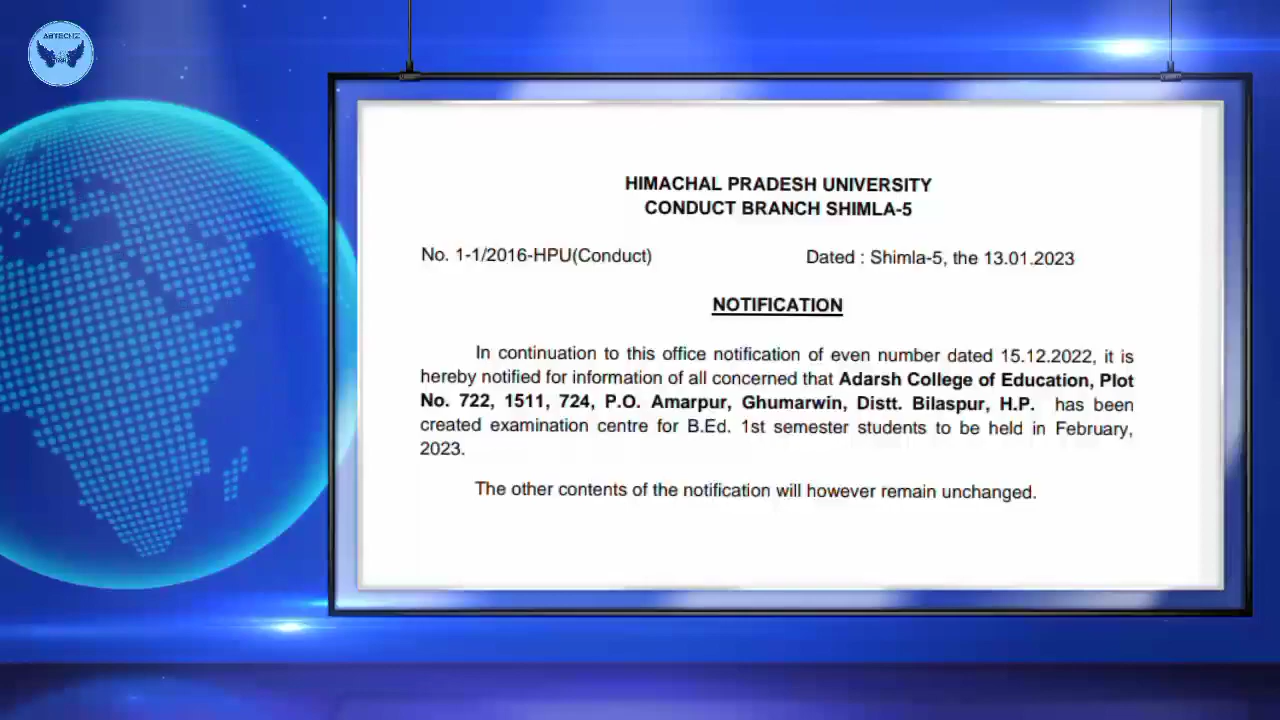 ABTECHZ
HIMACHAL PRADESH UNIVERSITY
CONDUCT BRANCH SHIMLA-5
No. 1-1/2016-HPU(Conduct) Dated : Shimla-5, the 13.01.2023
NOTIFICATION
In continuation to this office notification of even number dated 15.12.2022, it is
hereby notified for information of all concerned that Adarsh College of Education, Plot
No. 722, 1511, 724, P.O. Amarpur, Ghumarwin, Distt. Bilaspur, H.P. has been
created examination centre for B.Ed. 1st semester students to be held in February,
2023.
The other contents of the notification will however remain unchanged.